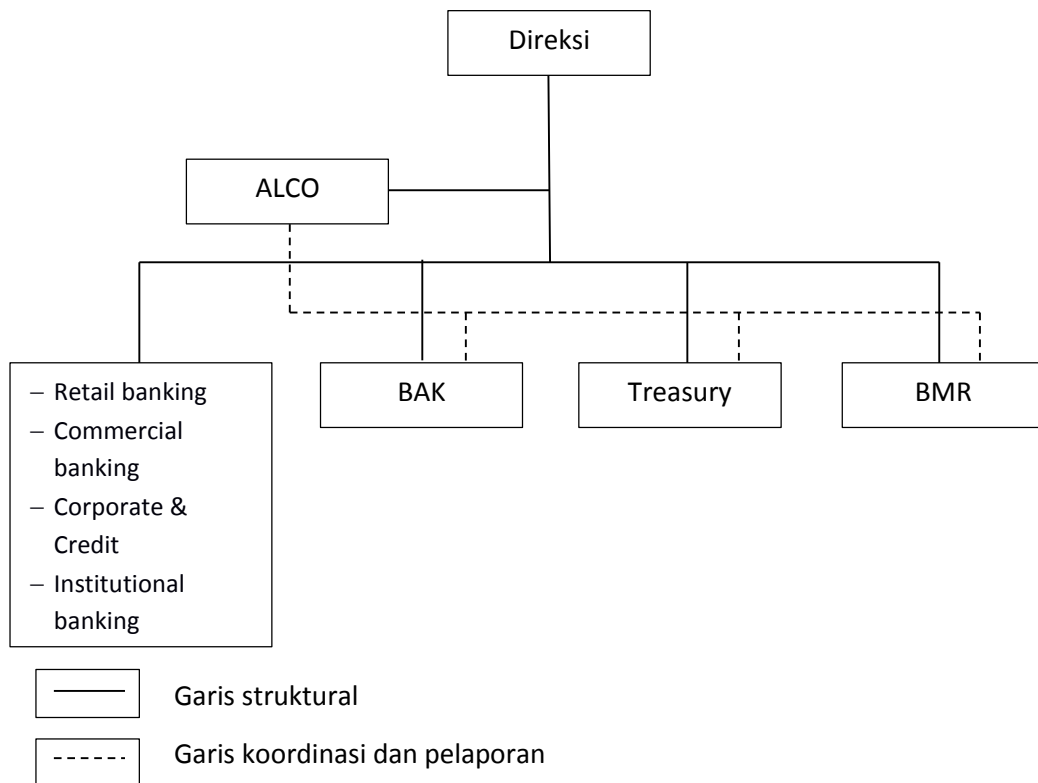 Direksi
ALCO
– Retail banking
– Commercial
banking
– Corporate &
Credit
– Institutional
banking
BAK
Treasury
BMR
Garis struktural
Garis koordinasi dan pelaporan